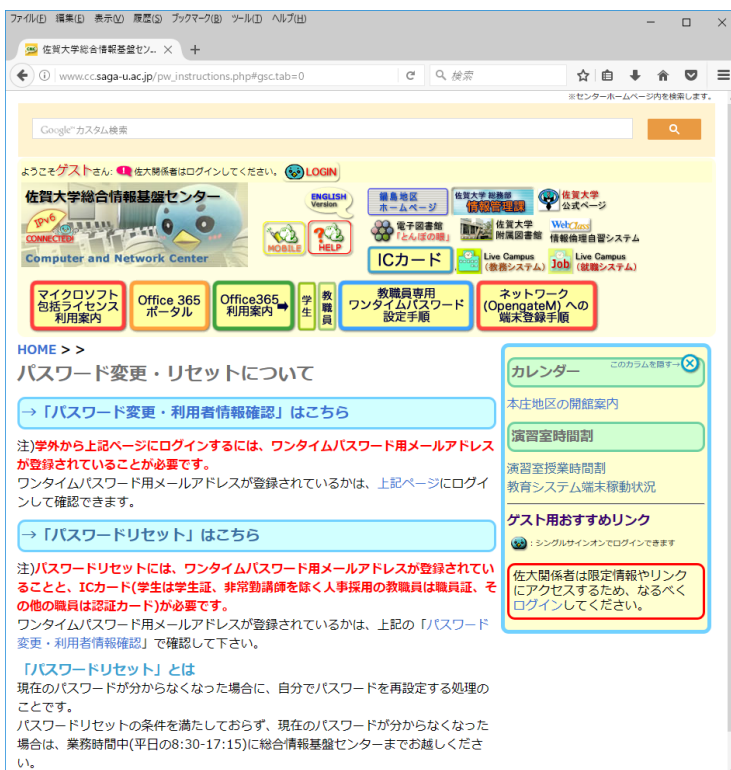 ファイル(F) 編集(E) 表示(V) 履歴(S) ブックマーク(B) ツール(T) ヘルプ(H)
佐賀大学総合情報基盤セン...
www.cc.saga-u.ac.jp/pw_instructions.php#gsc.tab=0
検索
※センターホームページ内を検索します。
Google™ カスタム検索
ようこそゲストさん: 佐大関係者はログインしてください。 LOGIN
佐賀大学総合情報基盤センター
IPv6
CONNECTED!
Computer and Network Center
ENGLISH
Version
MOBILE
HELP
鍋島地区
ホームページ
佐賀大学 総務部
情報管理課
佐賀大学
公式ページ
電子図書館
「とんぼの眼」
佐賀大学
附属図書館
WebClass
情報倫理自習システム
ICカード
Live Campus
(教務システム)
Job
Live Campus
(就職システム)
マイクロソフト
包括ライセンス
利用案内
Office 365
ポータル
Office365
利用案内➡
学生
教職員
教職員専用
ワンタイムパスワード
設定手順
ネットワーク
(OpengateM) への
端末登録手順
HOME > >
パスワード変更・リセットについて
→「パスワード変更・利用者情報確認」はこちら
注)学外から上記ページにログインするには、ワンタイムパスワード用メールアドレス
が登録されていることが必要です。
ワンタイムパスワード用メールアドレスが登録されているかは、上記ページにログイ
ンして確認できます。
→「パスワードリセット」はこちら
注)パスワードリセットには、ワンタイムパスワード用メールアドレスが登録されてい
ることと、ICカード(学生は学生証、非常勤講師を除く人事採用の教職員は職員証、そ
の他の職員は認証カード)が必要です。
ワンタイムパスワード用メールアドレスが登録されているかは、上記の「パスワード
変更・利用者情報確認」で確認して下さい。
「パスワードリセット」とは
現在のパスワードが分からなくなった場合に、自分でパスワードを再設定する処理の
ことです。
パスワードリセットの条件を満たしておらず、現在のパスワードが分からなくなった
場合は、業務時間中(平日の8:30-17:15)に総合情報基盤センターまでお越しくださ
い。
このカラムを隠す→
カレンダー
本庄地区の開館案内
演習室時間割
演習室授業時間割
教育システム端末稼動状況
ゲスト用おすすめリンク
：シングルサインオンでログインできます
佐大関係者は限定情報やリンク
にアクセスするため、なるべく
ログインしてください。